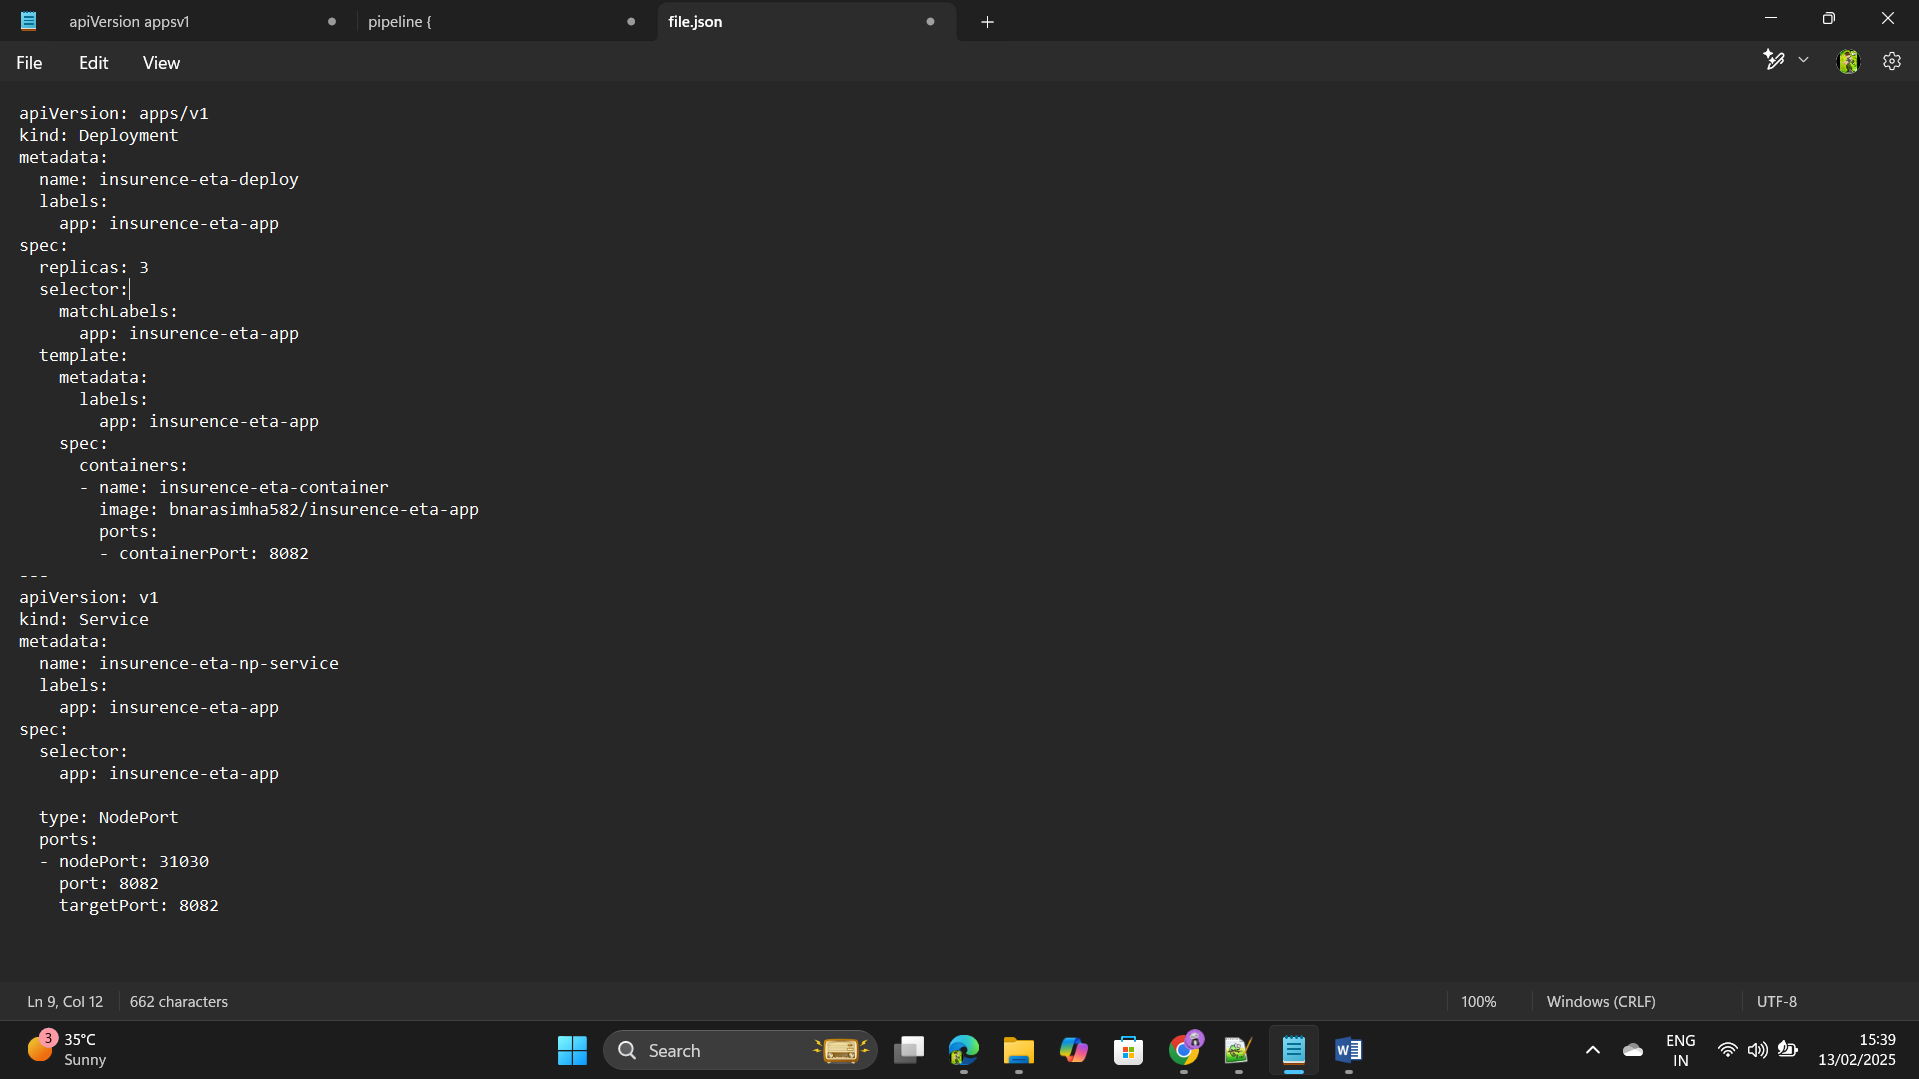 apiVersion appsv1
pipeline {
file.json
File Edit View
apiVersion: apps/v1
kind: Deployment
metadata:
  name: insurence-eta-deploy
  labels:
    app: insurence-eta-app
spec:
  replicas: 3
  selector:
    matchLabels:
      app: insurence-eta-app
  template:
    metadata:
      labels:
        app: insurence-eta-app
    spec:
      containers:
      - name: insurence-eta-container
        image: bnarasimha582/insurence-eta-app
        ports:
        - containerPort: 8082
---
apiVersion: v1
kind: Service
metadata:
  name: insurence-eta-np-service
  labels:
    app: insurence-eta-app
spec:
  selector:
    app: insurence-eta-app

  type: NodePort
  ports:
  - nodePort: 31030
    port: 8082
    targetPort: 8082
Ln 9, Col 12 662 characters 100% Windows (CRLF) UTF-8
3 35°C
Sunny
Search
W
ENG
IN
15:39
13/02/2025